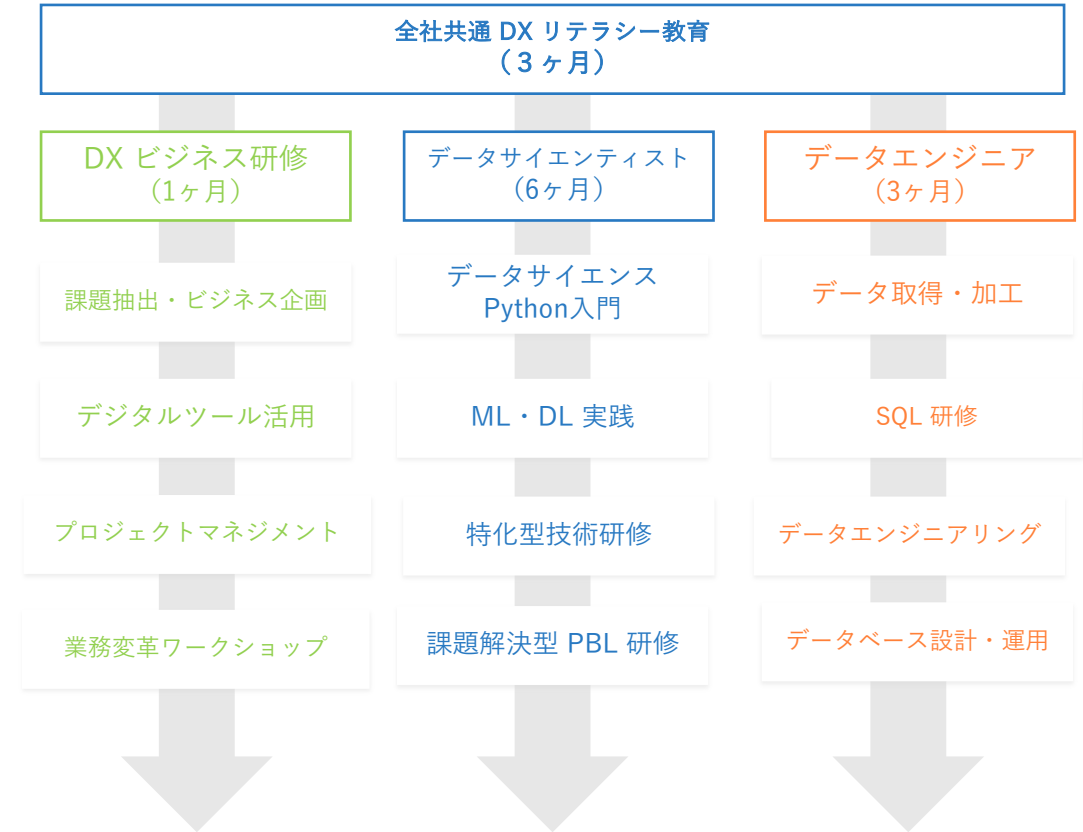 全社共通 DX リテラシー教育
（３ヶ月）
DX ビジネス研修
（1ヶ月）
課題抽出・ビジネス企画
デジタルツール活用
プロジェクトマネジメント
業務変革ワークショップ
データサイエンティスト
（6ヶ月）
データサイエンス
Python入門
ML・DL 実践
特化型技術研修
課題解決型 PBL 研修
データエンジニア
（3ヶ月）
データ取得・加工
SQL 研修
データエンジニアリング
データベース設計・運用